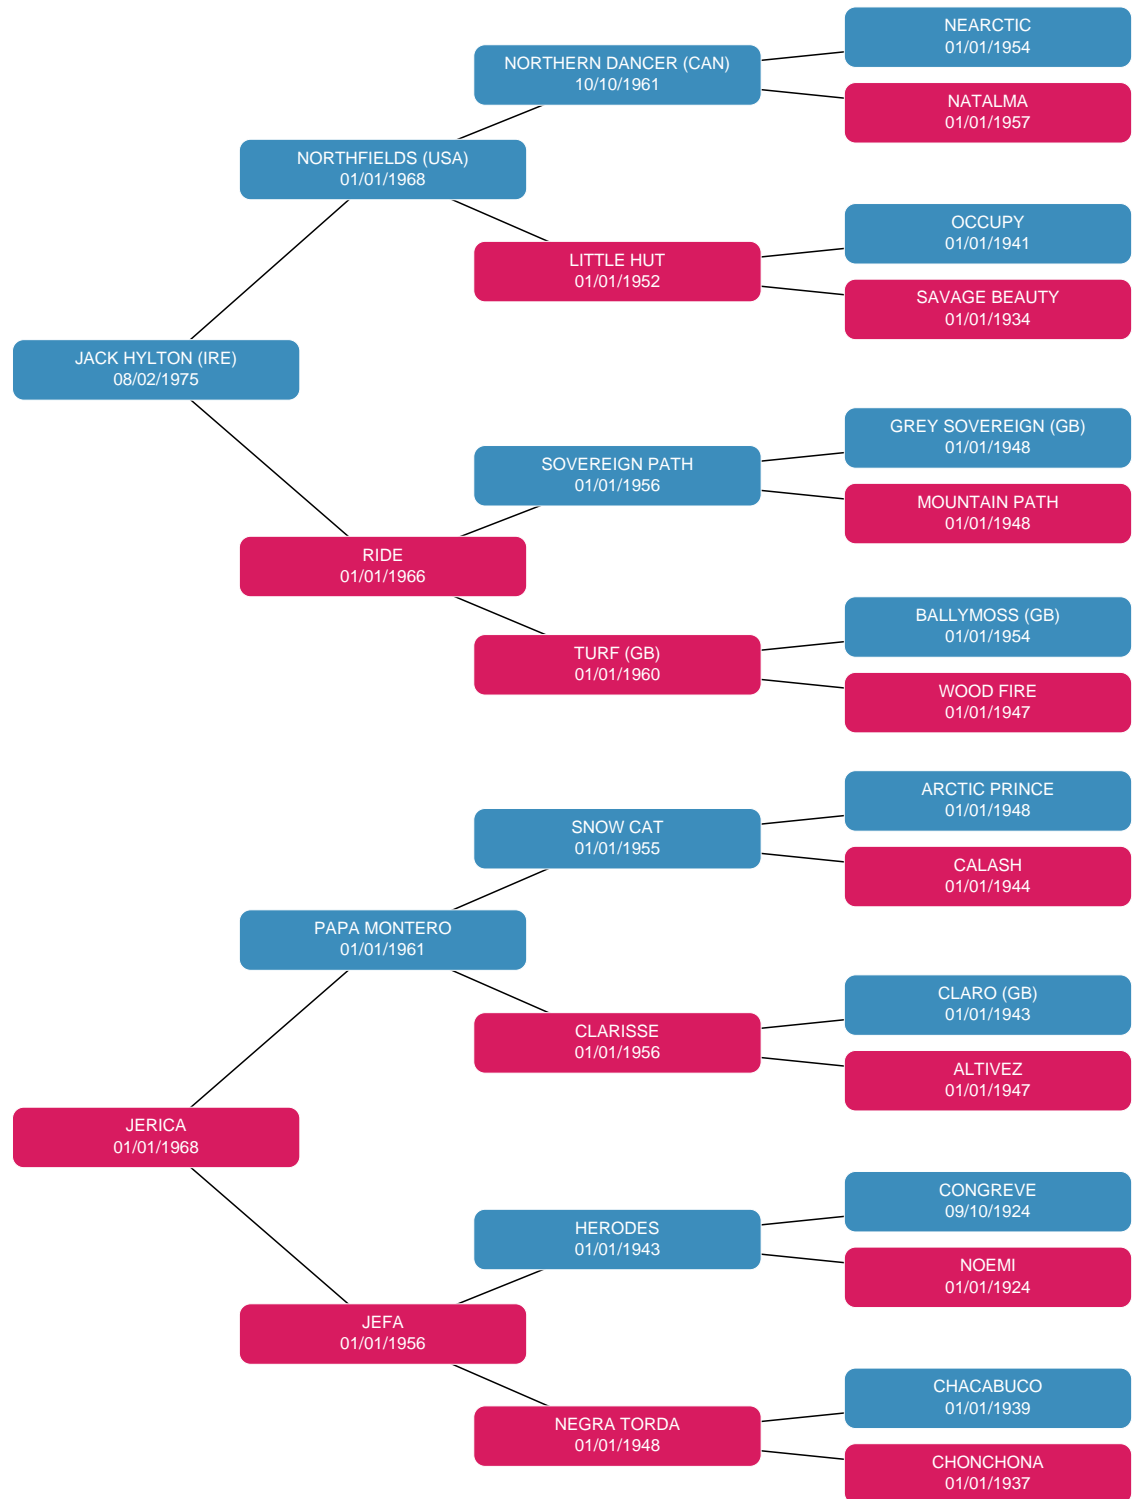 NEARCTIC
01/01/1954
NORTHERN DANCER (CAN)
10/10/1961
NATALMA
01/01/1957
NORTHFIELDS (USA)
01/01/1968
OCCUPY
01/01/1941
LITTLE HUT
01/01/1952
SAVAGE BEAUTY
01/01/1934
JACK HYLTON (IRE)
08/02/1975
GREY SOVEREIGN (GB)
01/01/1948
SOVEREIGN PATH
01/01/1956
MOUNTAIN PATH
01/01/1948
RIDE
01/01/1966
BALLYMOSS (GB)
01/01/1954
TURF (GB)
01/01/1960
WOOD FIRE
01/01/1947
ARCTIC PRINCE
01/01/1948
SNOW CAT
01/01/1955
CALASH
01/01/1944
PAPA MONTERO
01/01/1961
CLARO (GB)
01/01/1943
CLARISSE
01/01/1956
ALTIVEZ
01/01/1947
JERICA
01/01/1968
CONGREVE
09/10/1924
HERODES
01/01/1943
NOEMI
01/01/1924
JEFA
01/01/1956
CHACABUCO
01/01/1939
NEGRA TORDA
01/01/1948
CHONCHONA
01/01/1937